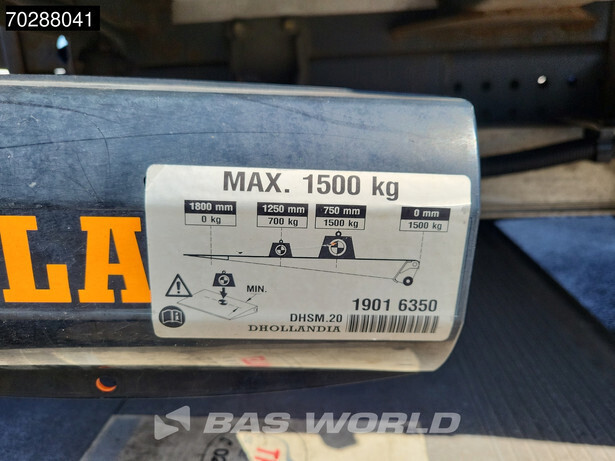 70288041
LA
MAX. 1500 kg
1800 mm 1250 mm 750 mm 0 mm
0 kg 700 kg 1500 kg 1500 kg
MIN.
1901 6350
DHSM.20
DHOLLANDIA
BAS WORLD